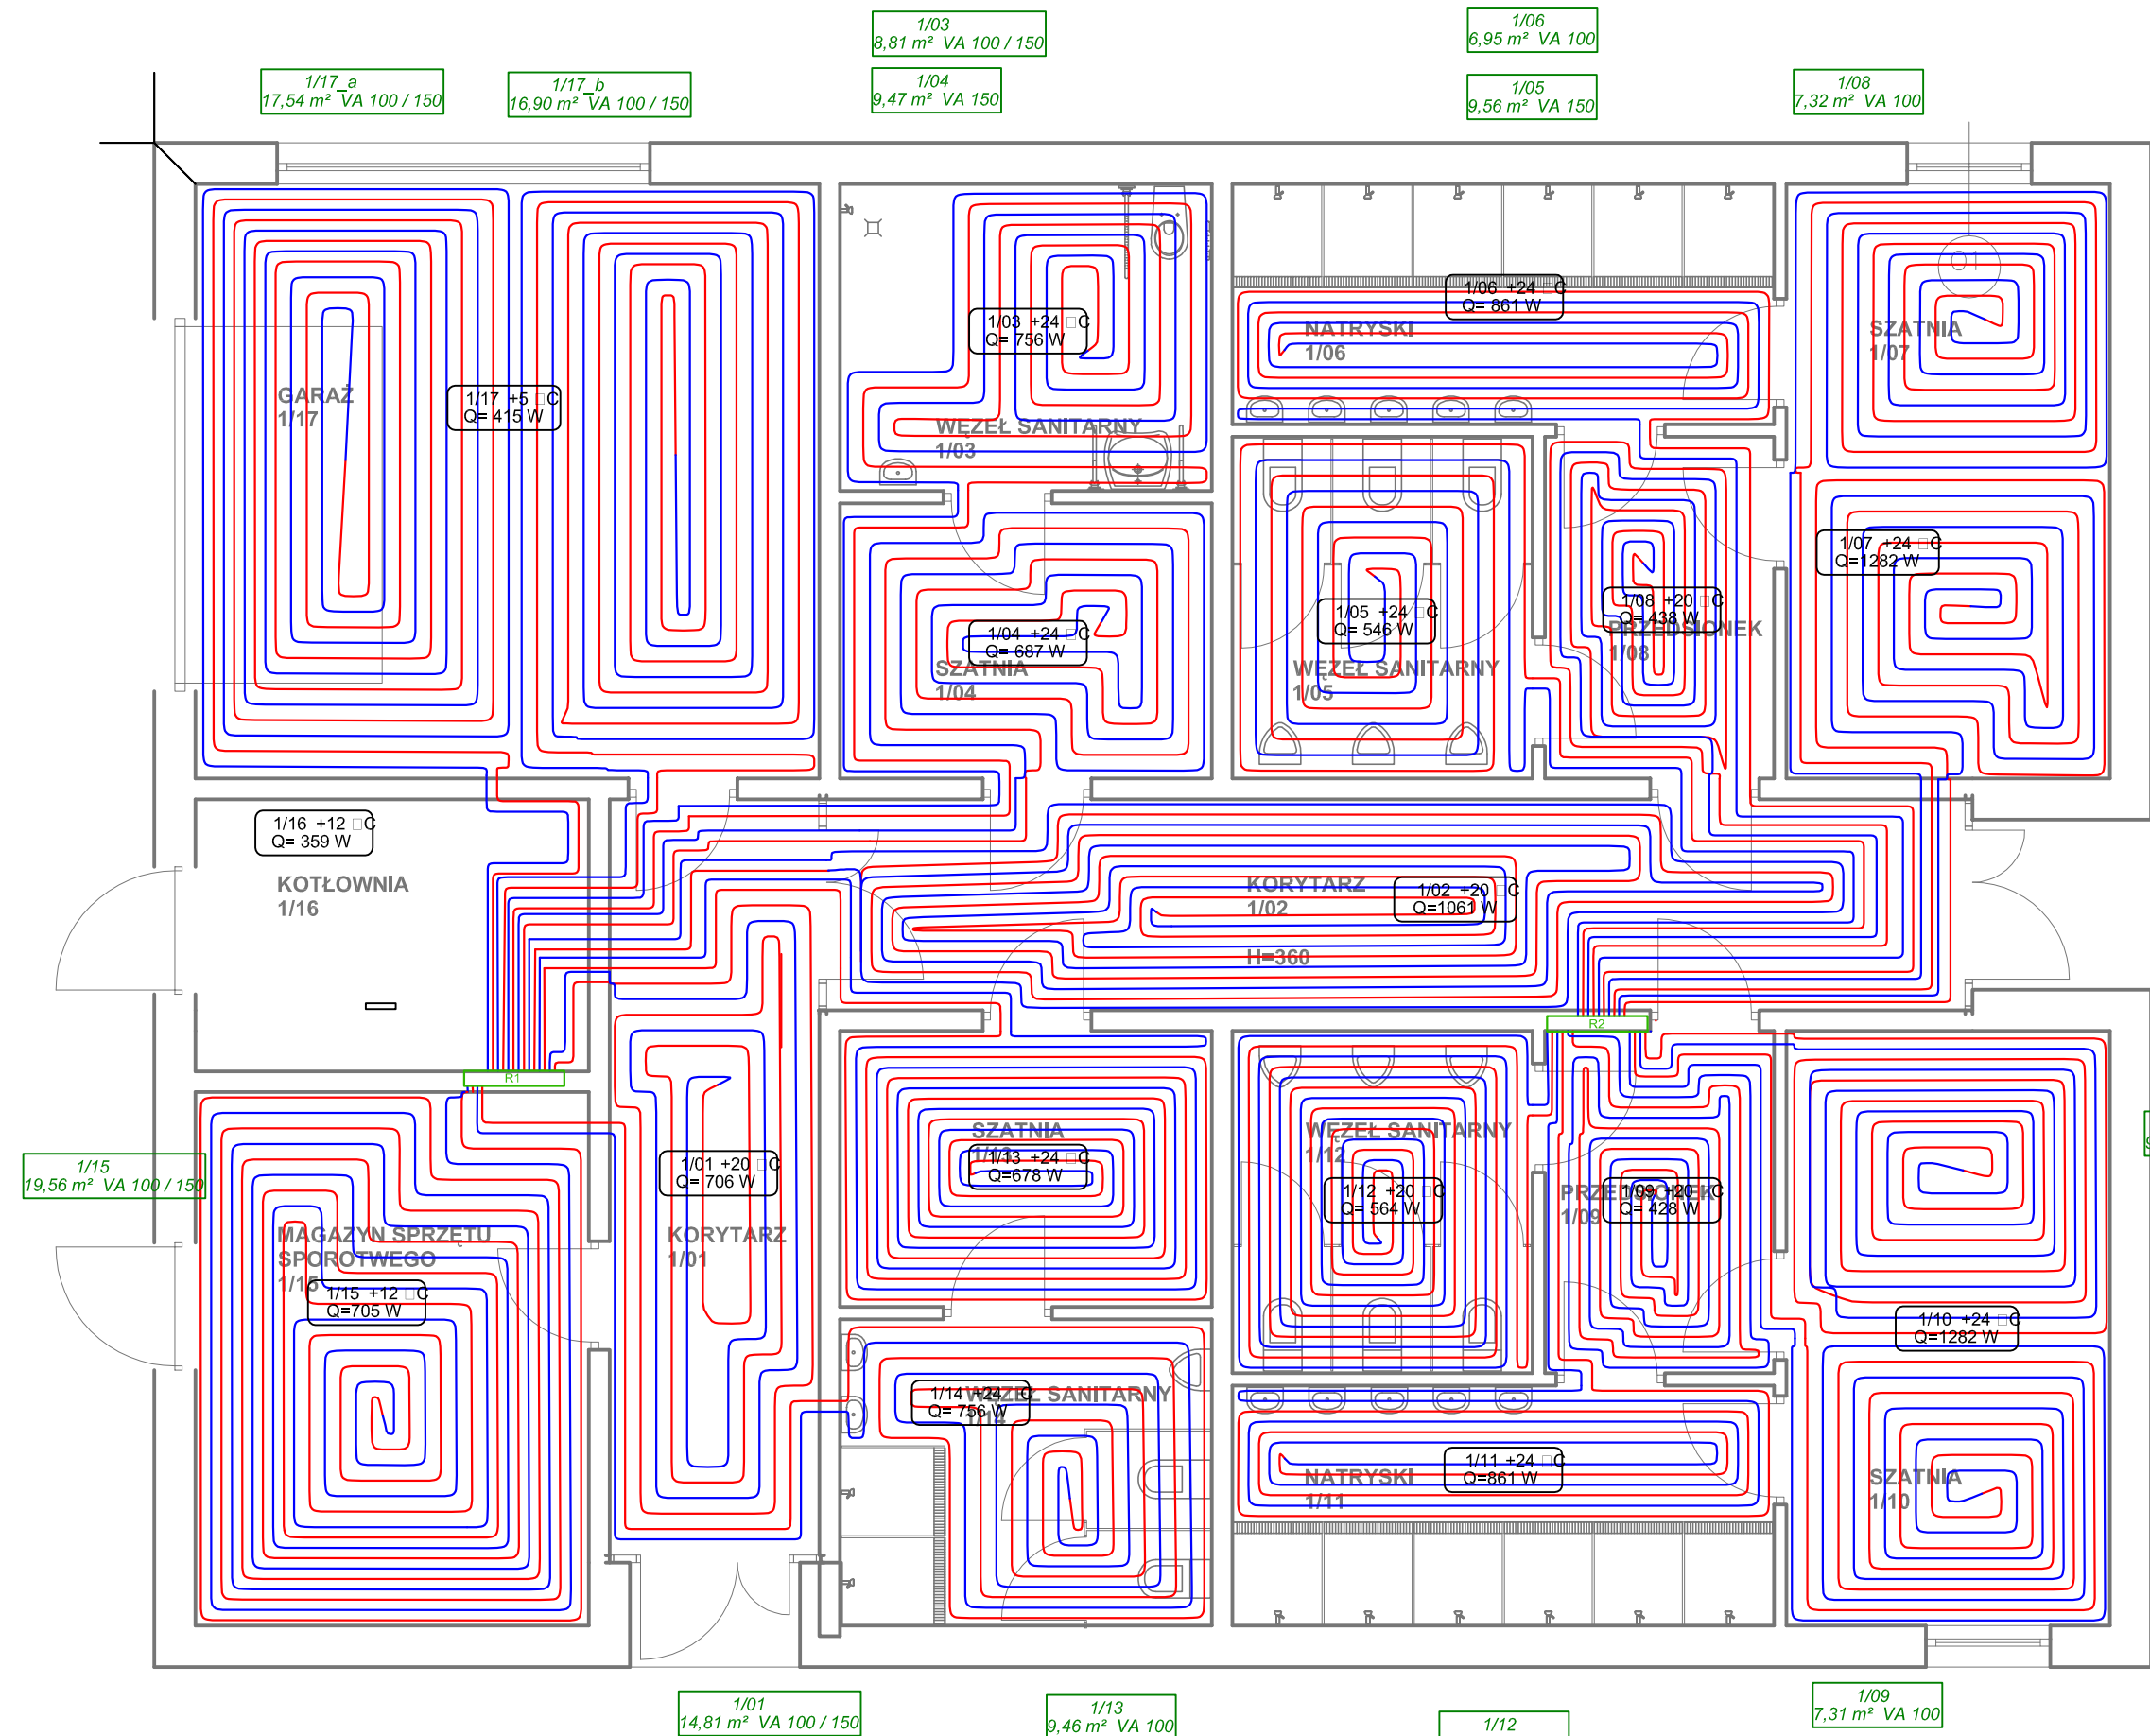 1/03
8,81 m² VA 100 / 150
1/06
6,95 m² VA 100
1/17_a
17,54 m² VA 100 / 150
1/17_b
16,90 m² VA 100 / 150
1/04
9,47 m² VA 150
1/05
9,56 m² VA 150
1/08
7,32 m² VA 100
01
1/03 +24 □C
Q= 756 W
1/06 +24 □C
Q= 861 W
NATRYSKI
1/06
SZATNIA
1/07
GARAŻ
1/17
1/17 +5 □C
Q= 415 W
WĘZEŁ SANITARNY
1/03
1/07 +24 □C
Q=1282 W
1/05 +24 □C
Q= 546 W
1/08 +20 □C
Q= 438 W
PRZEDSIONEK
1/08
1/04 +24 □C
Q= 687 W
SZATNIA
1/04
WĘZEŁ SANITARNY
1/05
1/16 +12 □C
Q= 359 W
KOTŁOWNIA
1/16
KORYTARZ
1/02
1/02 +20 □C
Q=1061 W
H=360
R2
R1
SZATNIA
1/13 +24 □C
Q=678 W
WĘZEŁ SANITARNY
1/12
1/12 +20 □C
Q= 564 W
1/09 +20 □C
Q= 428 W
1/09
1/15
19,56 m² VA 100 / 150
1/01 +20 □C
Q= 706 W
KORYTARZ
1/01
MAGAZYN SPRZĘTU
SPOROTWEGO
1/15
1/15 +12 □C
Q=705 W
1/10 +24 □C
Q=1282 W
1/14 +24 □C
Q= 756 W
WĘZEŁ SANITARNY
1/14
1/11 +24 □C
Q=861 W
NATRYSKI
1/11
SZATNIA
1/10
1/01
14,81 m² VA 100 / 150
1/13
9,46 m² VA 100
1/12
1/09
7,31 m² VA 100